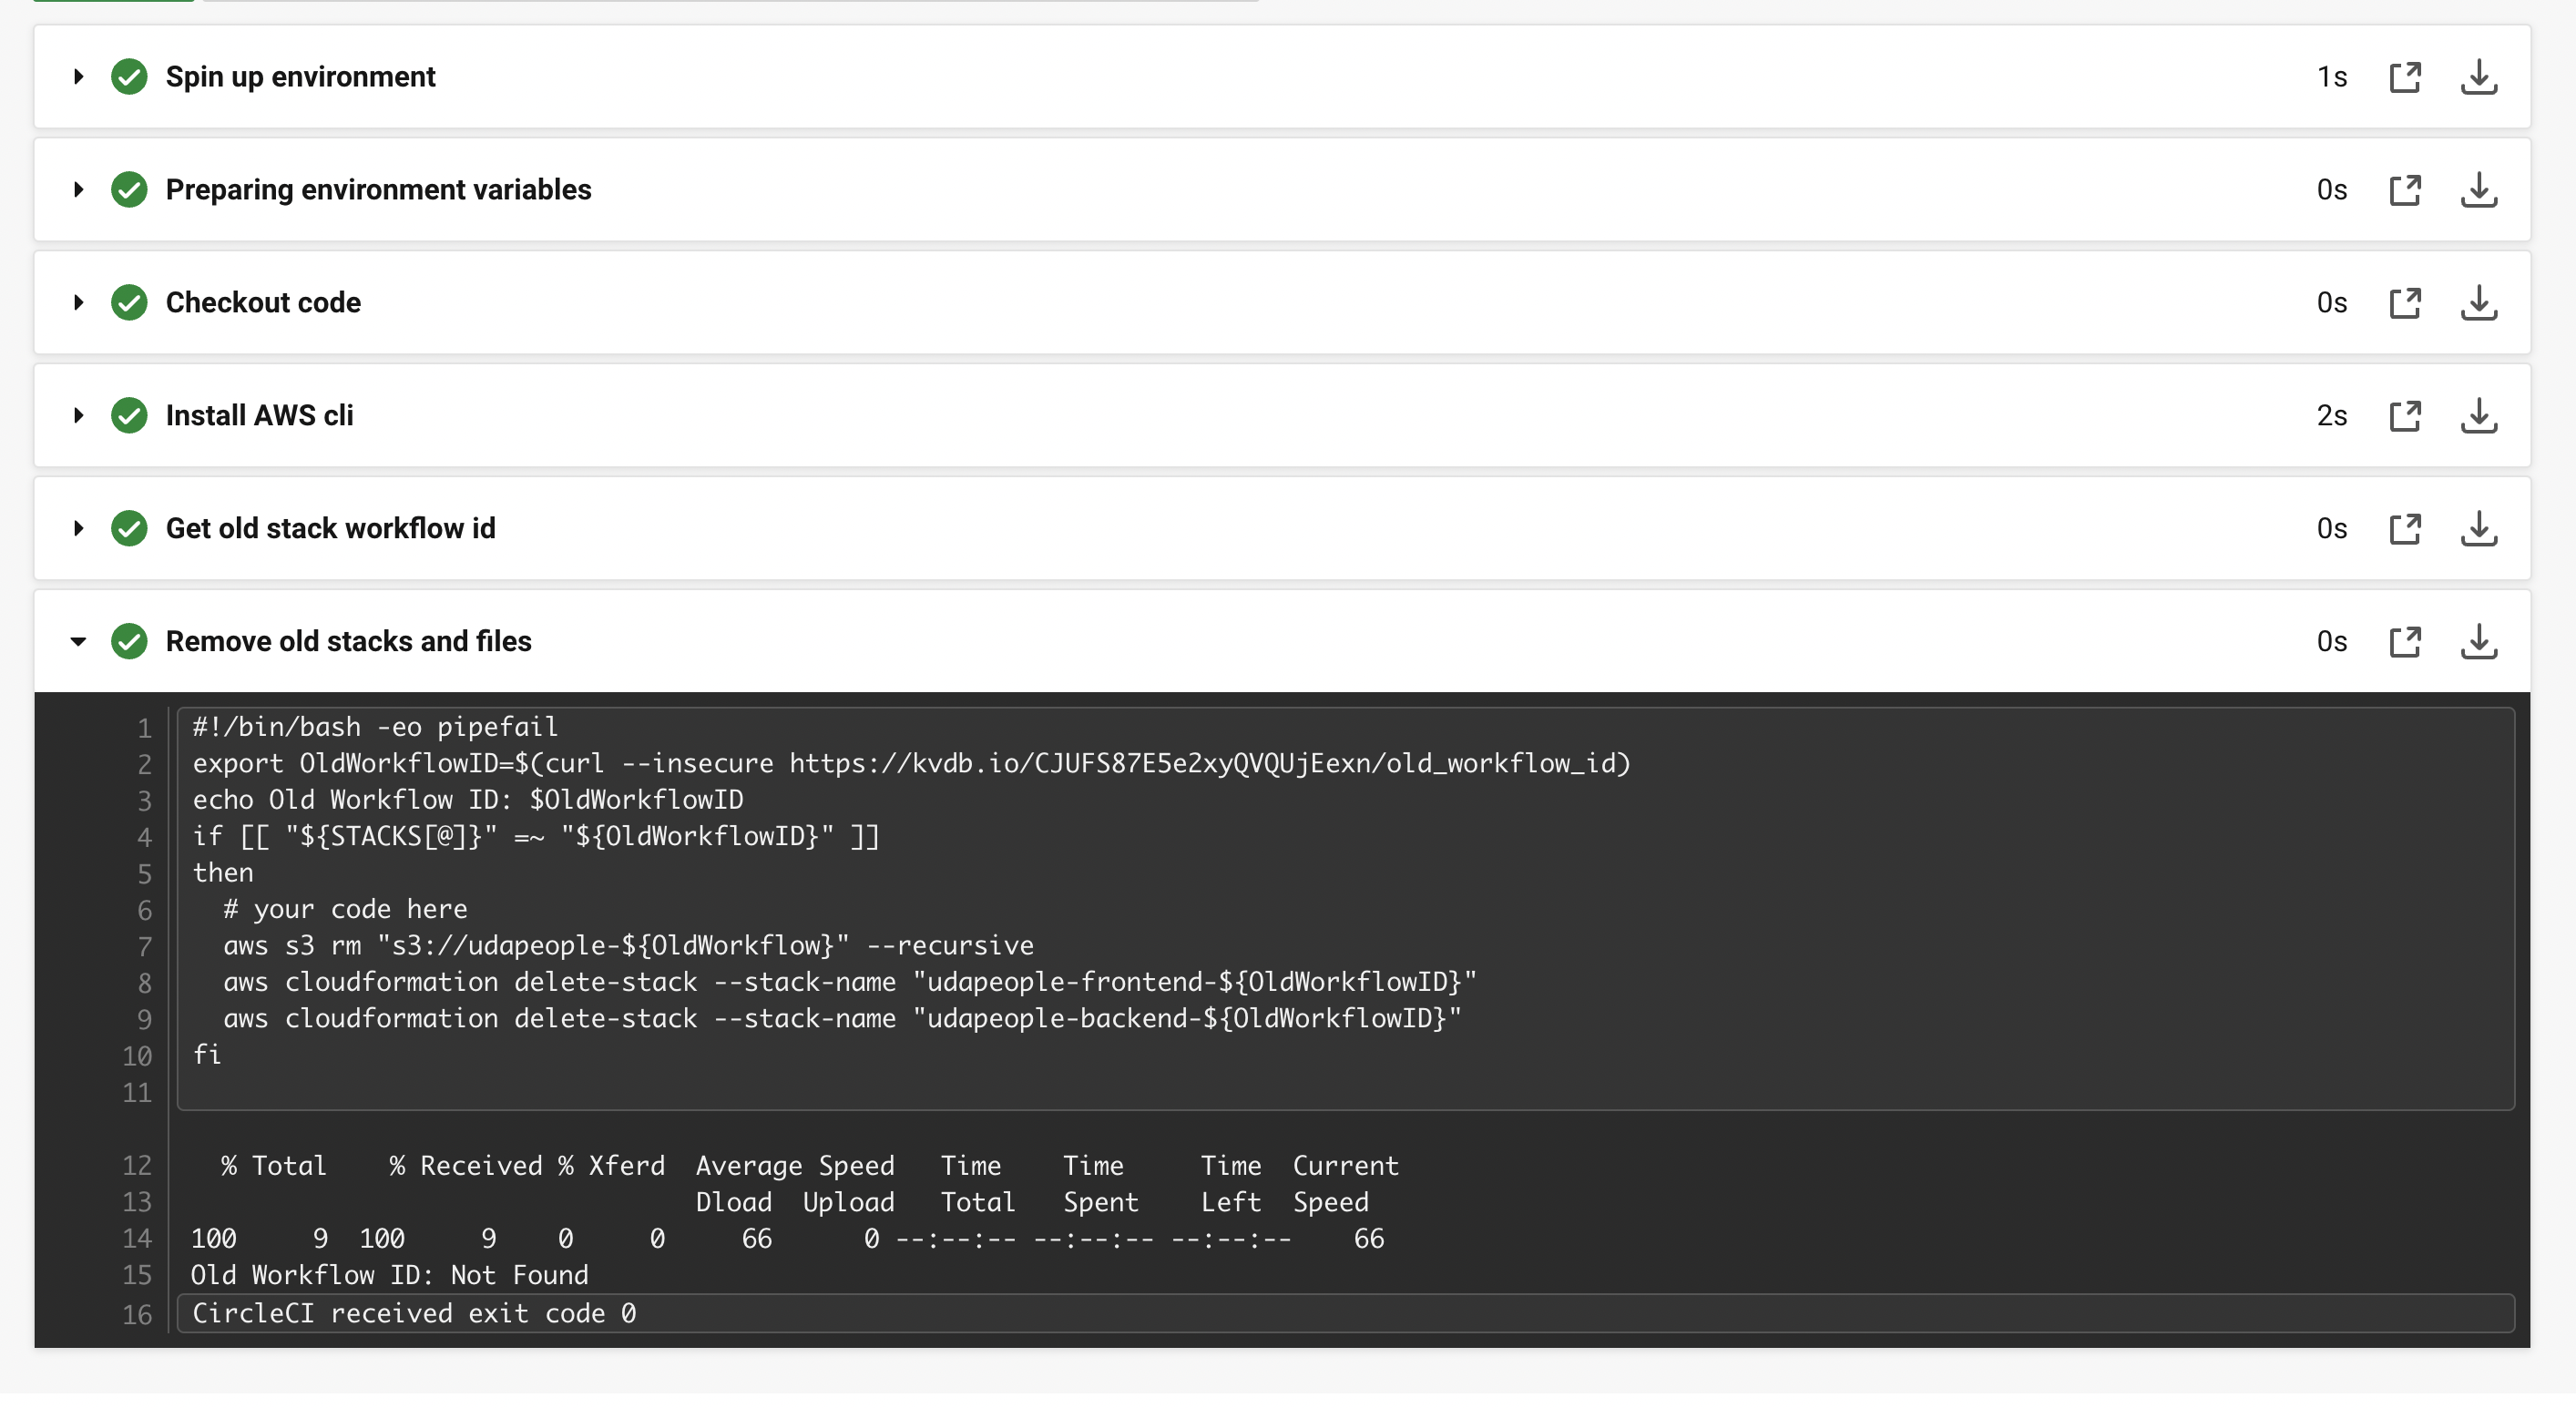 Spin up environment 1s
Preparing environment variables 0s
Checkout code 0s
Install AWS cli 2s
Get old stack workflow id 0s
Remove old stacks and files 0s
1 #!/bin/bash -eo pipefail
2 export OldWorkflowID=$(curl --insecure https://kvdb.io/CJUFS87E5e2xyQVQUjEexn/old_workflow_id)
3 echo Old Workflow ID: $OldWorkflowID
4 if [[ "${STACKS[@]}" =~ "${OldWorkflowID}" ]]
5 then
6   # your code here
7   aws s3 rm "s3://udapeople-${OldWorkflow}" --recursive
8   aws cloudformation delete-stack --stack-name "udapeople-frontend-${OldWorkflowID}"
9   aws cloudformation delete-stack --stack-name "udapeople-backend-${OldWorkflowID}"
10 fi
11
12   % Total    % Received % Xferd  Average Speed   Time    Time     Time  Current
13                                  Dload  Upload   Total   Spent    Left  Speed
14 100     9  100     9    0     0     66      0 --:--:-- --:--:-- --:--:--    66
15 Old Workflow ID: Not Found
16 CircleCI received exit code 0